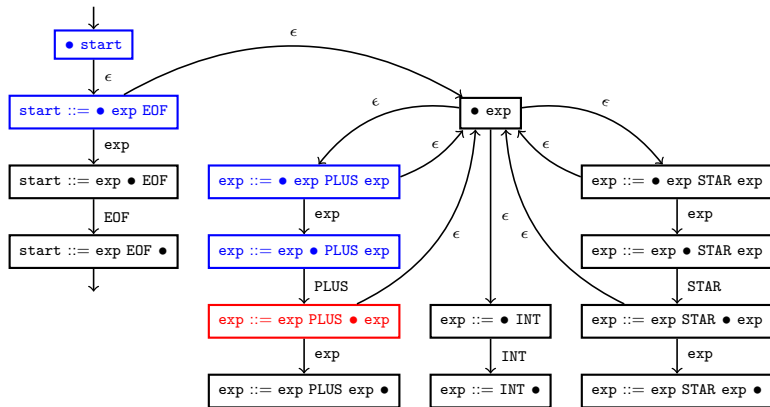 ● start
ϵ
ϵ
start ::= ● exp EOF
● exp
ϵ
ϵ
exp
ϵ
ϵ
start ::= exp ● EOF
exp ::= ● exp PLUS exp
exp ::= ● exp STAR exp
EOF
exp
ϵ
exp
ϵ
ϵ
start ::= exp EOF ●
exp ::= exp ● PLUS exp
exp ::= exp ● STAR exp
PLUS
STAR
exp ::= exp PLUS ● exp
exp ::= ● INT
exp ::= exp STAR ● exp
exp
INT
exp
exp ::= exp PLUS exp ●
exp ::= INT ●
exp ::= exp STAR exp ●